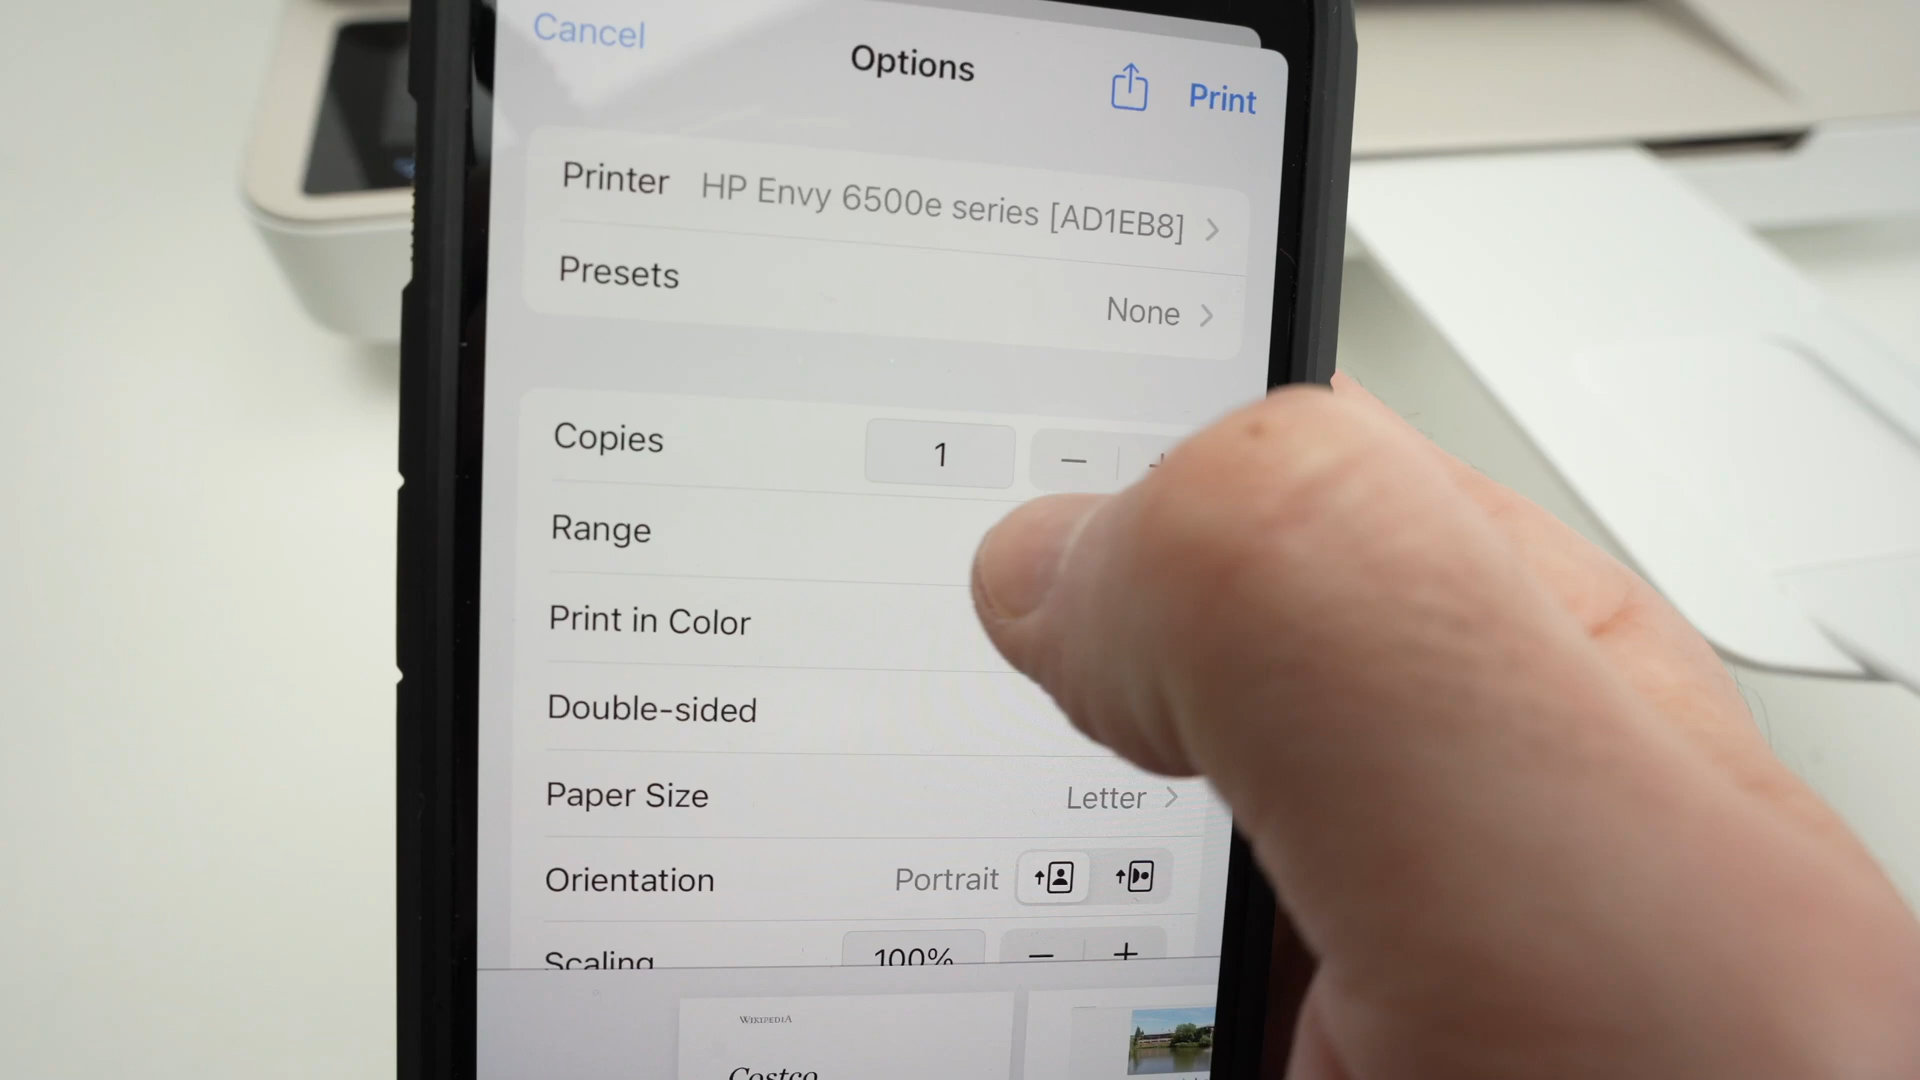 Cancel
Options
Print
Printer HP Envy 6500e series [AD1EB8]
Presets None
Copies 1
Range
Print in Color
Double-sided
Paper Size Letter
Orientation Portrait
Scaling 100%
WIKIPEDIA
Costco